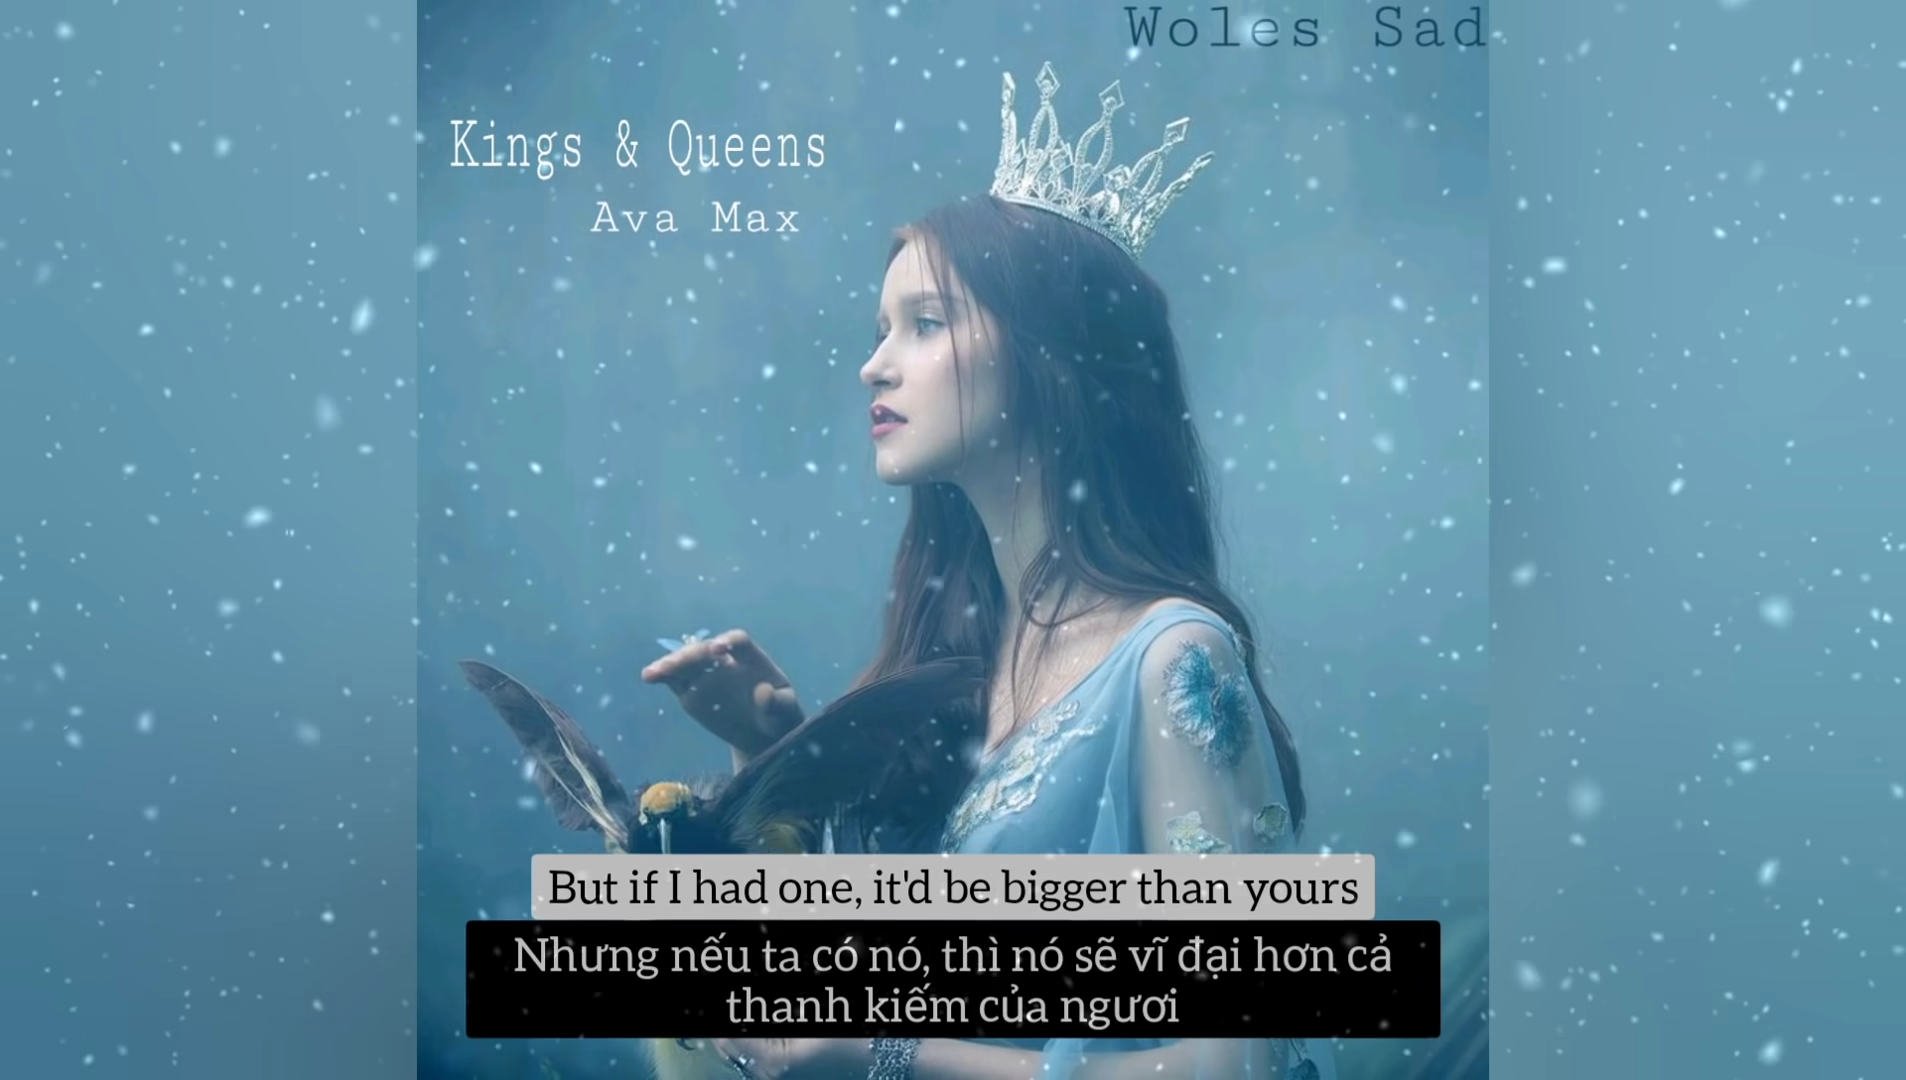 Woles Sad
Kings & Queens
Ava Max
But if I had one, it'd be bigger than yours
Nhưng nếu ta có nó, thì nó sẽ vĩ đại hơn cả
thanh kiếm của ngươi